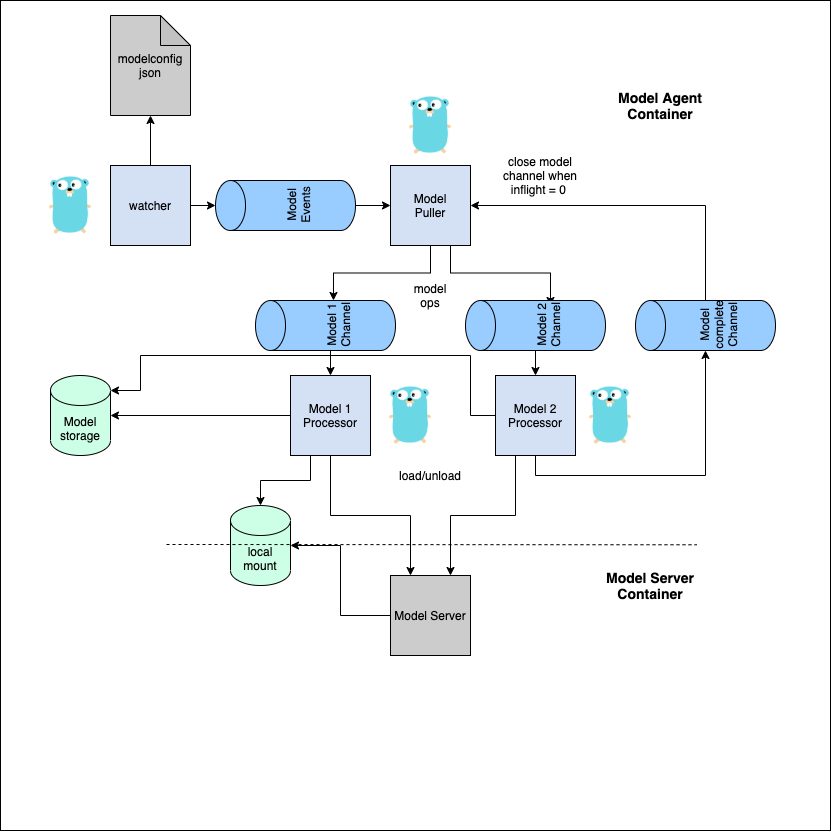 modelconfig
json
Model Agent
Container
close model
channel when
inflight = 0
watcher
Model
Events
Model
Puller
model
ops
Model 1
Channel
Model 2
Channel
Model
complete
Channel
Model
storage
Model 1
Processor
Model 2
Processor
load/unload
local
mount
Model Server
Container
Model Server